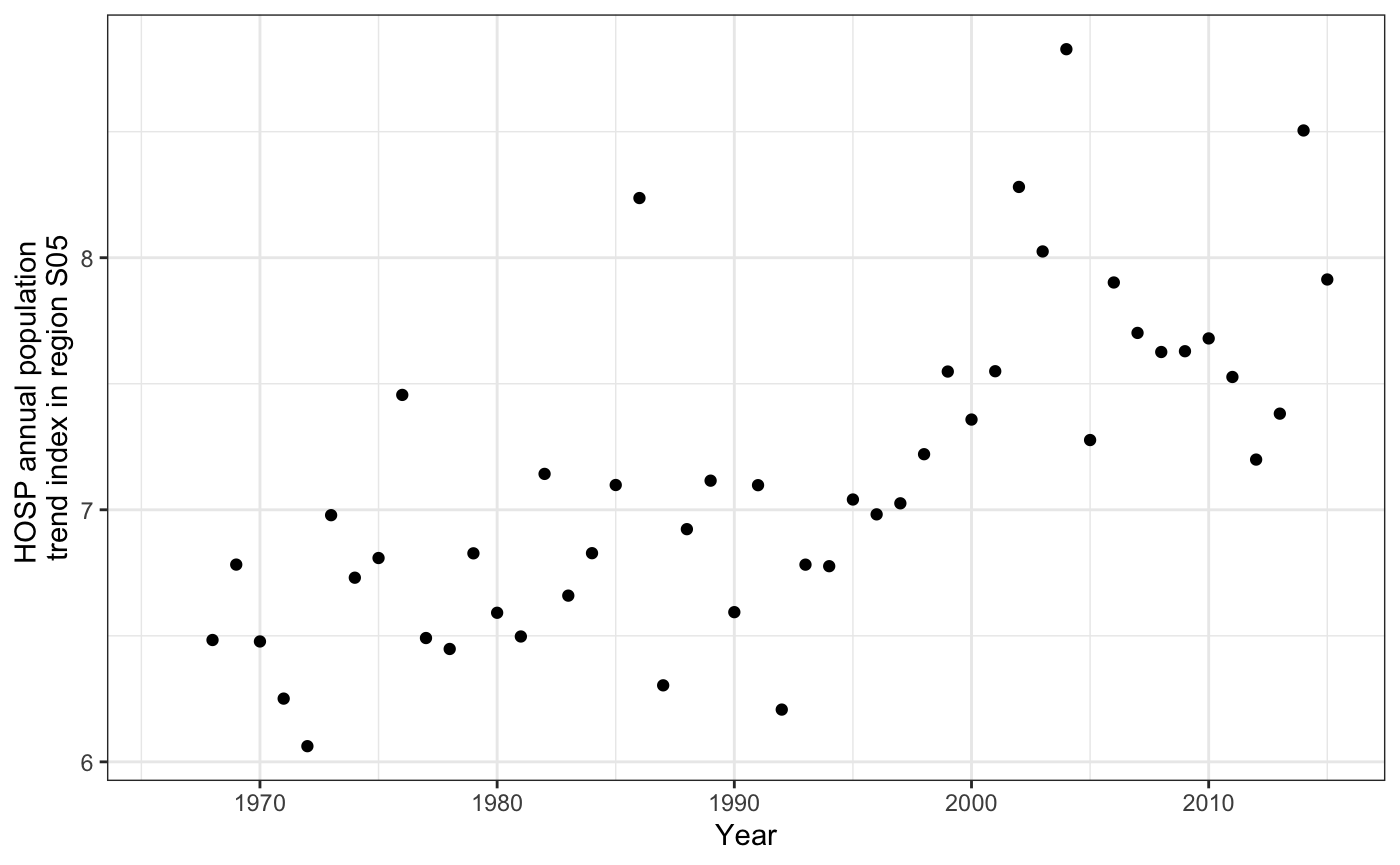 HOSP annual population
trend index in region S05
8
7
6
1970
1980
1990
2000
2010
Year